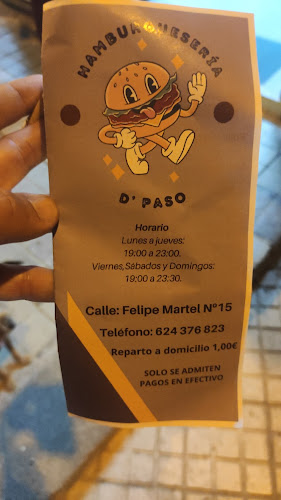 HAMBURGUESERÍA
D' PASO
Horario
Lunes a jueves:
19:00 a 23:00.
Viernes,Sábados y Domingos:
19:00 a 23:30.
Calle: Felipe Martel Nº15
Teléfono: 624 376 823
Reparto a domicilio 1,00€
SOLO SE ADMITEN
PAGOS EN EFECTIVO